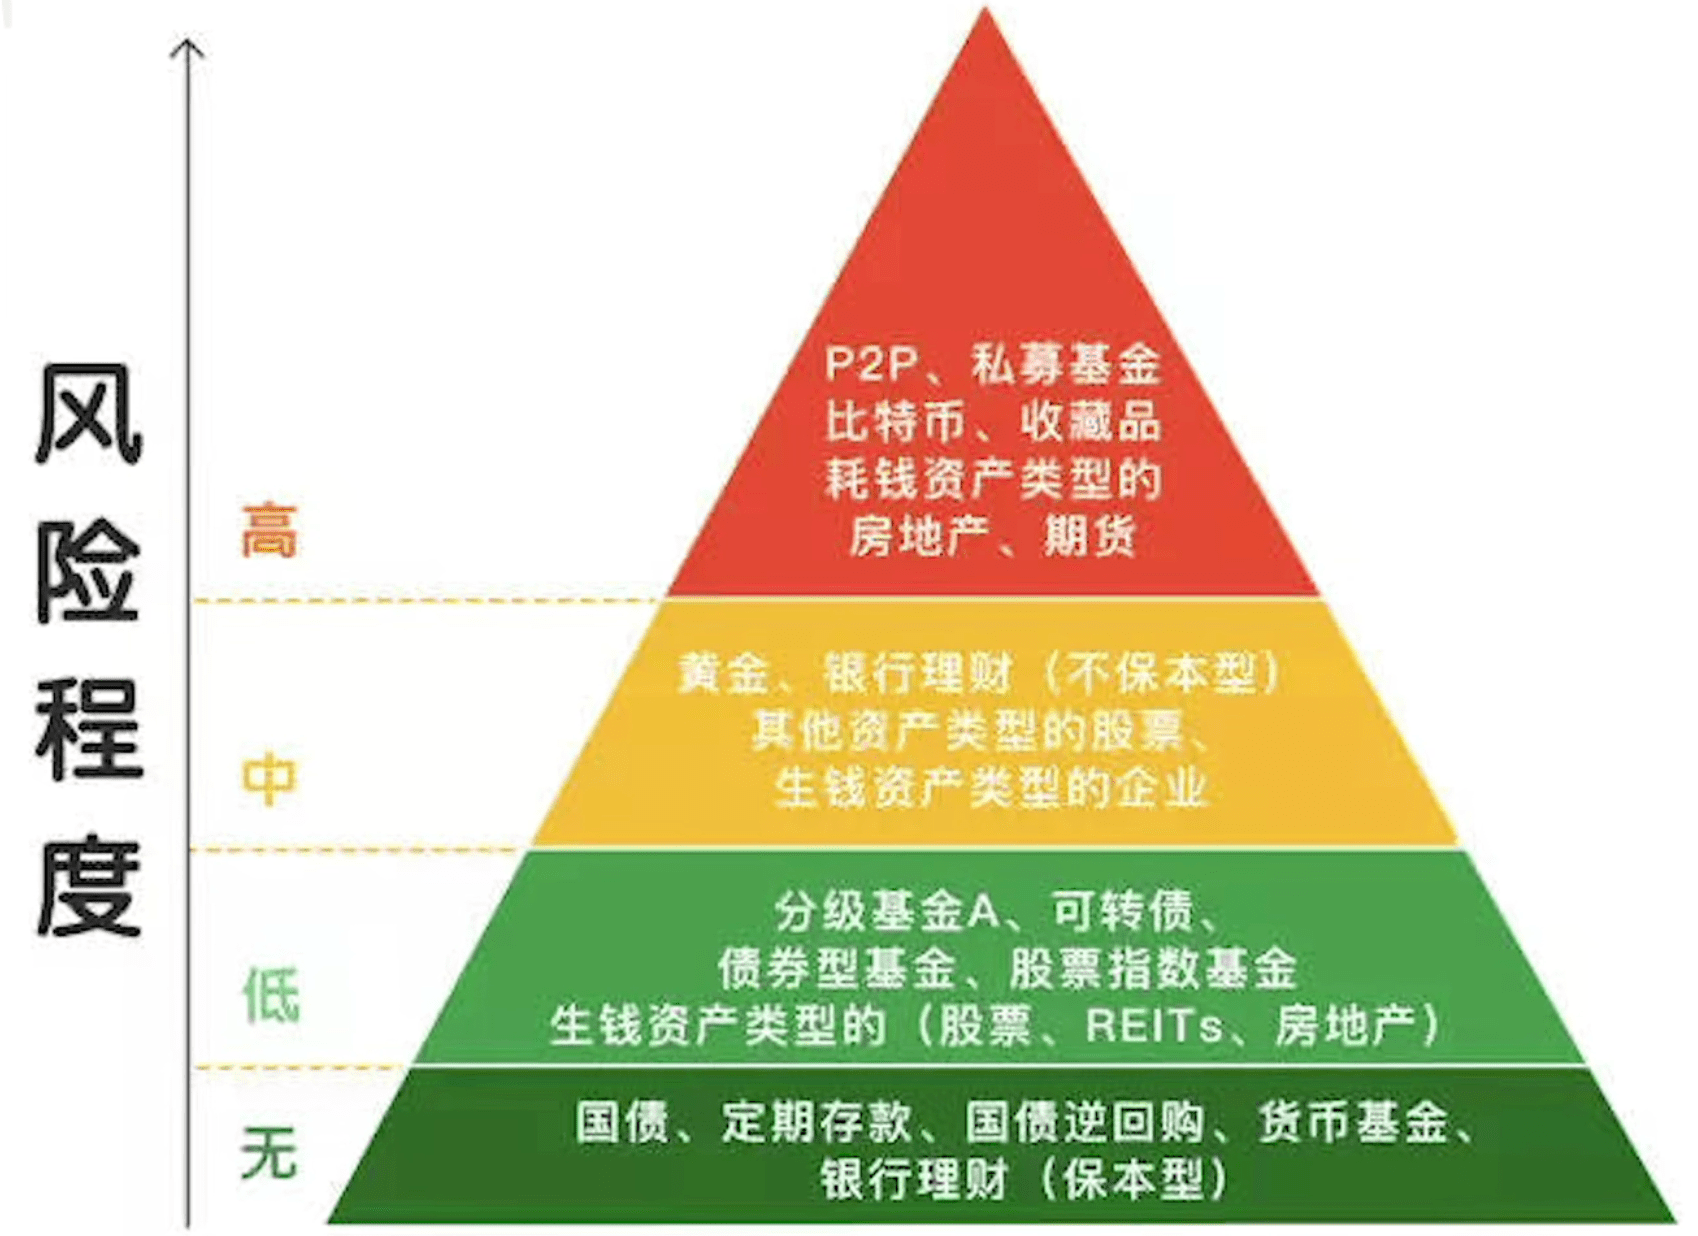 风险程度
高
P2P、私募基金
比特币、收藏品
耗钱资产类型的
房地产、期货
中
黄金、银行理财（不保本型）
其他资产类型的股票、
生钱资产类型的企业
低
分级基金A、可转债、
债券型基金、股票指数基金
生钱资产类型的（股票、REITs、房地产）
无
国债、定期存款、国债逆回购、货币基金、
银行理财（保本型）